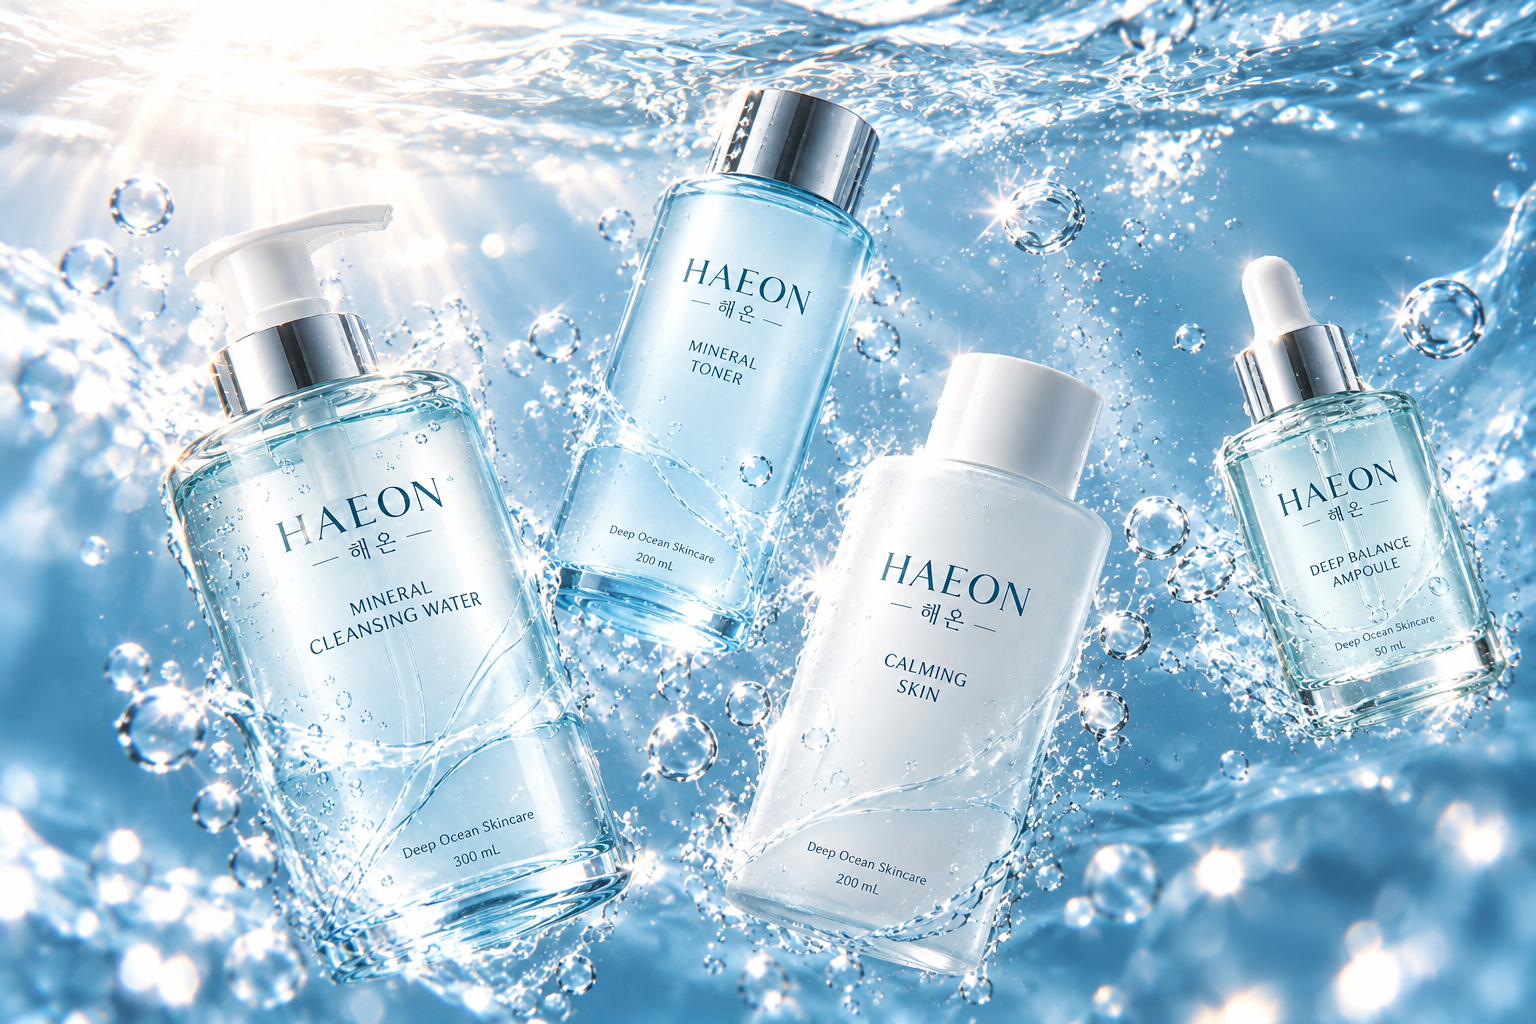 HAEON
— 해온 —
MINERAL
CLEANSING WATER
Deep Ocean Skincare
300 mL
HAEON
— 해온 —
MINERAL
TONER
Deep Ocean Skincare
200 mL
HAEON
— 해온 —
CALMING
SKIN
Deep Ocean Skincare
200 mL
HAEON
— 해온 —
DEEP BALANCE
AMPOULE
Deep Ocean Skincare
50 mL